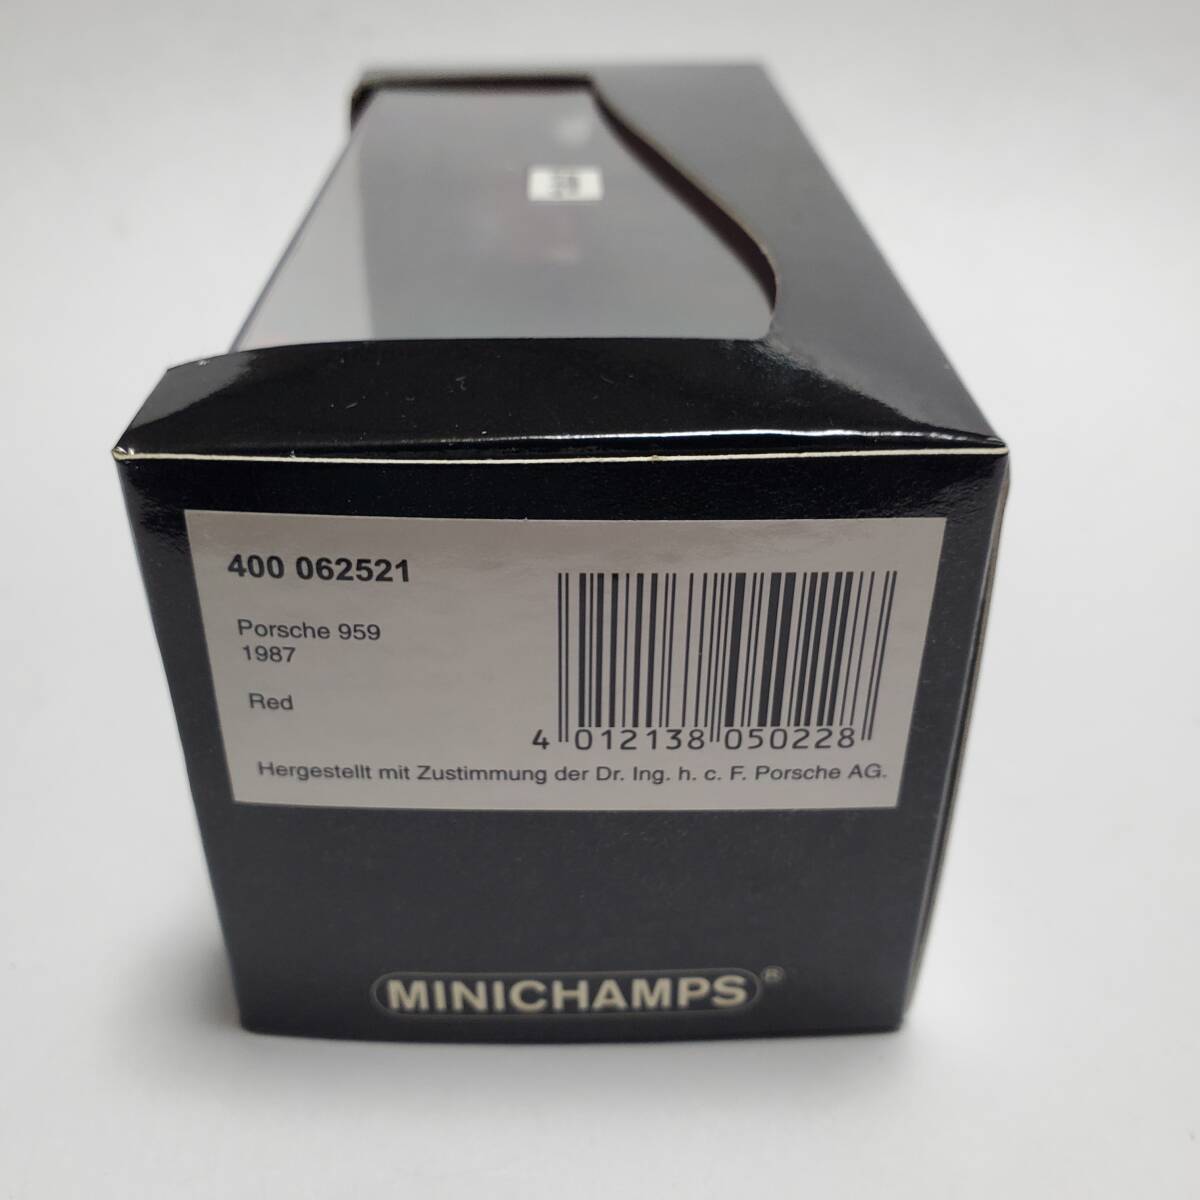 400 062521
Porsche 959
1987
Red
4 012138 050228
Hergestellt mit Zustimmung der Dr. Ing. h. c. F. Porsche AG.
MINICHAMPS®